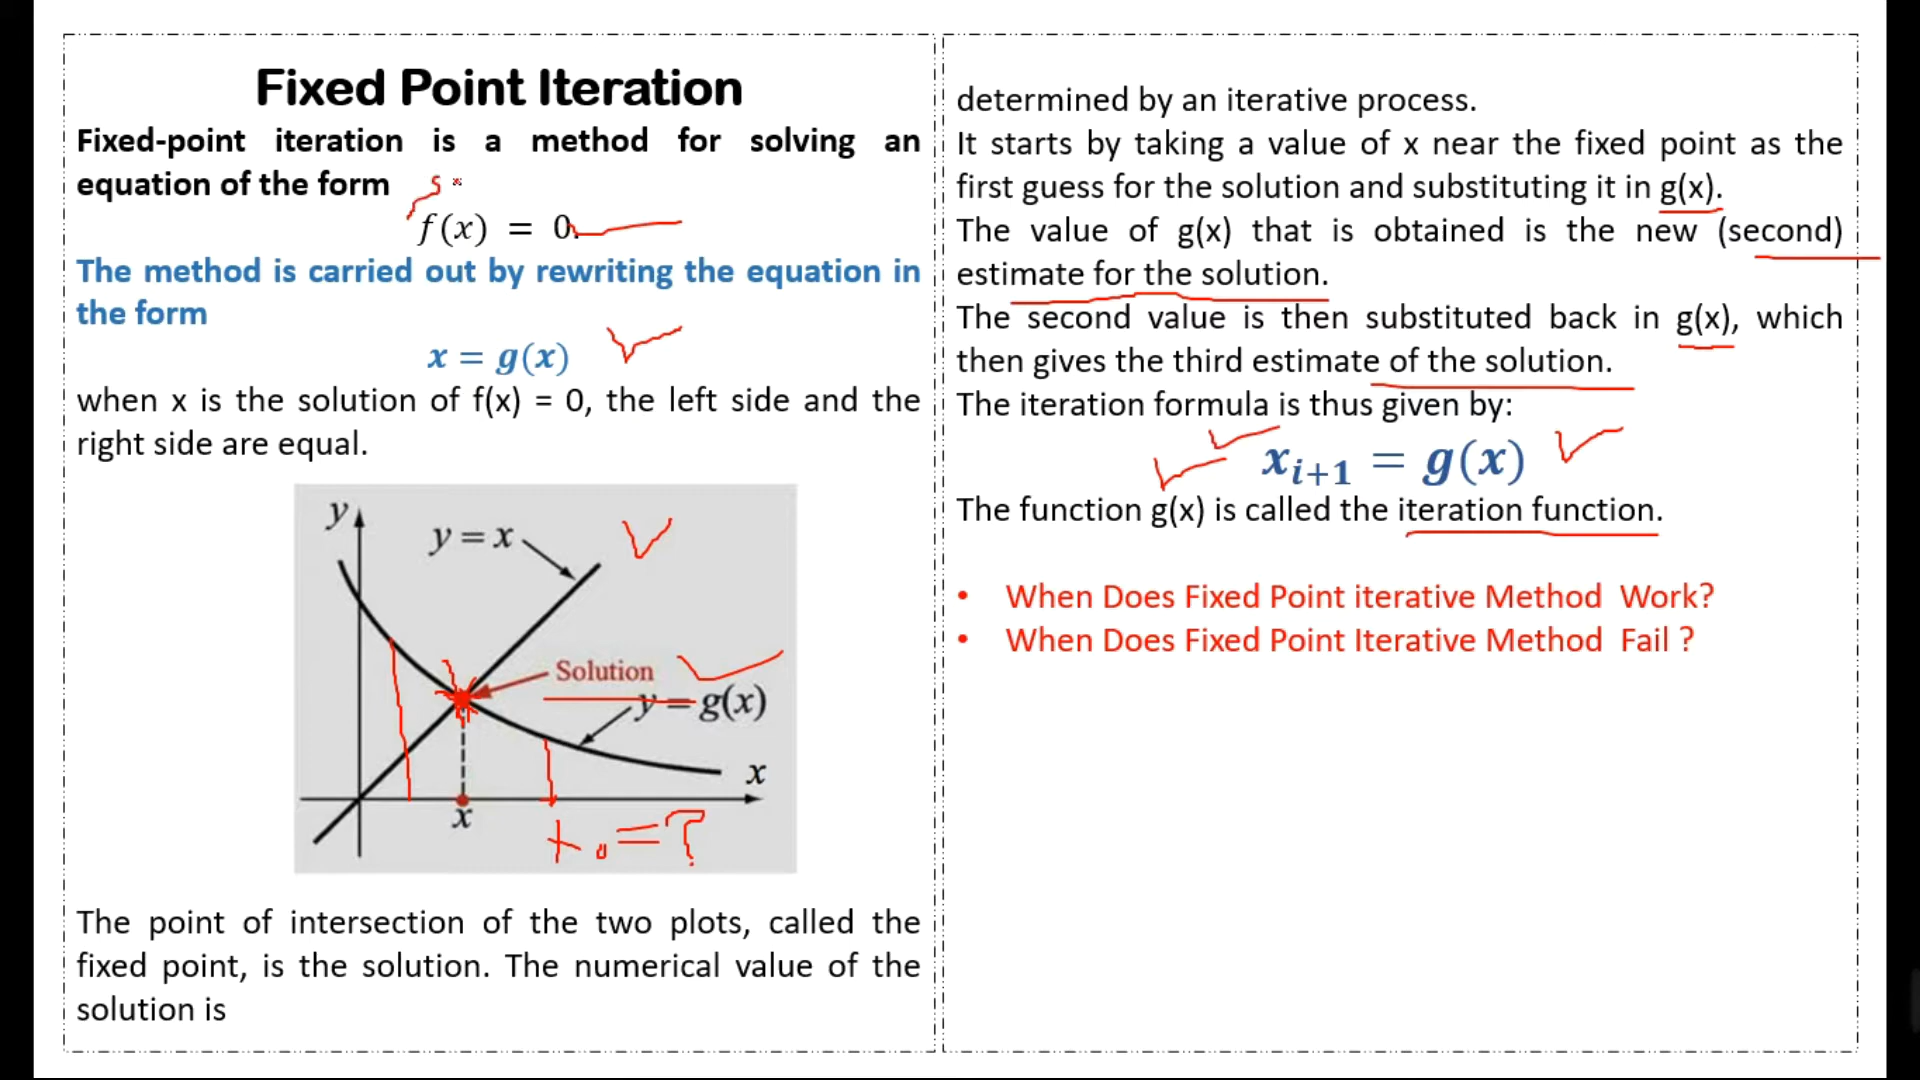 Fixed Point Iteration
Fixed-point iteration is a method for solving an
equation of the form
f(x) = 0.
The method is carried out by rewriting the equation in
the form
x = g(x)
when x is the solution of f(x) = 0, the left side and the
right side are equal.
y
y = x
Solution
y = g(x)
x
x
x₀ = ?
The point of intersection of the two plots, called the
fixed point, is the solution. The numerical value of the
solution is
determined by an iterative process.
It starts by taking a value of x near the fixed point as the
first guess for the solution and substituting it in g(x).
The value of g(x) that is obtained is the new (second)
estimate for the solution.
The second value is then substituted back in g(x), which
then gives the third estimate of the solution.
The iteration formula is thus given by:
xᵢ₊₁ = g(x)
The function g(x) is called the iteration function.
• When Does Fixed Point iterative Method Work?
• When Does Fixed Point Iterative Method Fail ?